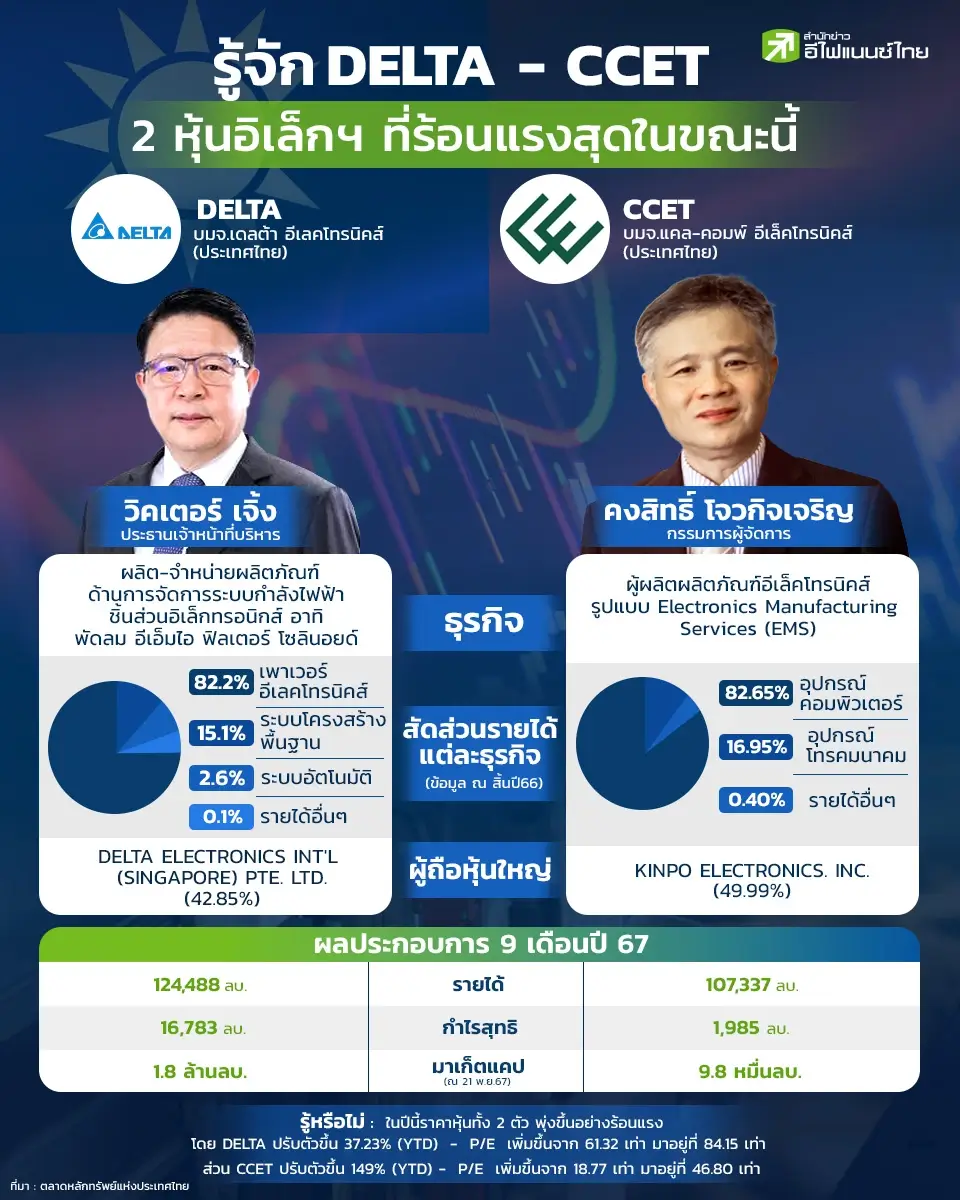 สำนักข่าว
อีไฟแนนซ์ไทย
รู้จัก DELTA - CCET
2 หุ้นอิเล็กฯ ที่ร้อนแรงสุดในขณะนี้
DELTA
DELTA
บมจ.เดลต้า อีเลคโทรนิคส์
(ประเทศไทย)
CCET
บมจ.แคล-คอมพ์ อีเล็คโทรนิคส์
(ประเทศไทย)
วิคเตอร์ เจิ้ง
ประธานเจ้าหน้าที่บริหาร
คงสิทธิ์ โจวกิจเจริญ
กรรมการผู้จัดการ
ผลิต-จำหน่ายผลิตภัณฑ์
ด้านการจัดการระบบกำลังไฟฟ้า
ชิ้นส่วนอิเล็กทรอนิกส์ อาทิ
พัดลม อีเอ็มไอ ฟิลเตอร์ โซลินอยด์
ธุรกิจ
ผู้ผลิตผลิตภัณฑ์อีเล็คโทรนิคส์
รูปแบบ Electronics Manufacturing
Services (EMS)
82.2% เพาเวอร์
อีเลคโทรนิคส์
15.1% ระบบโครงสร้าง
พื้นฐาน
2.6% ระบบอัตโนมัติ
0.1% รายได้อื่นๆ
สัดส่วนรายได้
แต่ละธุรกิจ
(ข้อมูล ณ สิ้นปี66)
82.65% อุปกรณ์
คอมพิวเตอร์
16.95% อุปกรณ์
โทรคมนาคม
0.40% รายได้อื่นๆ
DELTA ELECTRONICS INT'L
(SINGAPORE) PTE. LTD.
(42.85%)
ผู้ถือหุ้นใหญ่
KINPO ELECTRONICS. INC.
(49.99%)
ผลประกอบการ 9 เดือนปี 67
124,488 ลบ. รายได้ 107,337 ลบ.
16,783 ลบ. กำไรสุทธิ 1,985 ลบ.
1.8 ล้านลบ. มาเก็ตแคป 9.8 หมื่นลบ.
(ณ 21 พ.ย.67)
รู้หรือไม่ : ในปีนี้ราคาหุ้นทั้ง 2 ตัว พุ่งขึ้นอย่างร้อนแรง
โดย DELTA ปรับตัวขึ้น 37.23% (YTD) - P/E เพิ่มขึ้นจาก 61.32 เท่า มาอยู่ที่ 84.15 เท่า
ส่วน CCET ปรับตัวขึ้น 149% (YTD) - P/E เพิ่มขึ้นจาก 18.77 เท่า มาอยู่ที่ 46.80 เท่า
ที่มา : ตลาดหลักทรัพย์แห่งประเทศไทย